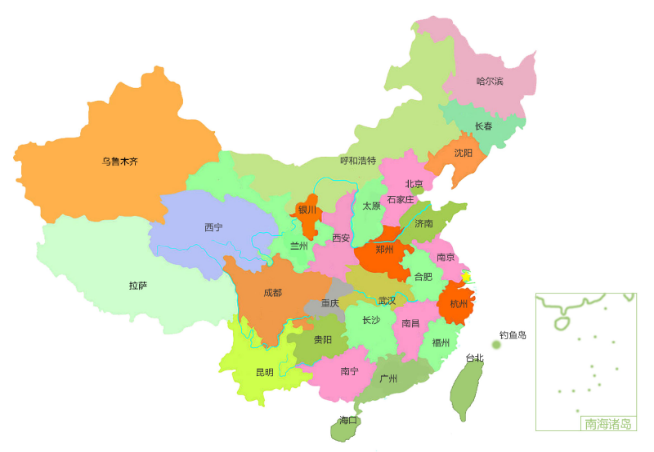 哈尔滨
长春
沈阳
呼和浩特
乌鲁木齐
北京
石家庄
银川
太原
济南
西宁
兰州
西安
郑州
南京
合肥
拉萨
成都
重庆
武汉
杭州
长沙
南昌
贵阳
福州
钓鱼岛
台北
昆明
南宁
广州
海口
南海诸岛